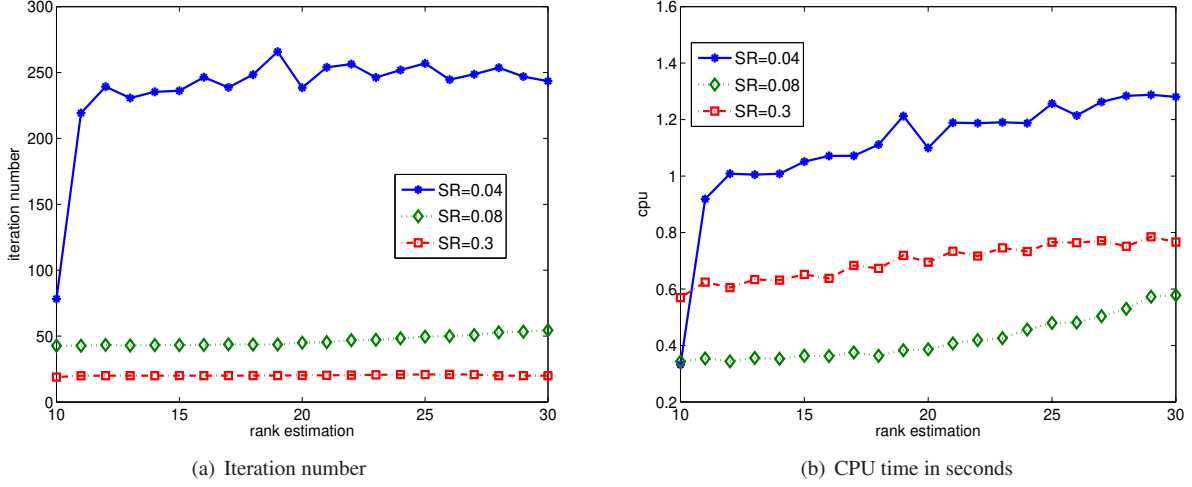 300
250
200
150
100
50
0
iteration number
SR=0.04
SR=0.08
SR=0.3
10 15 20 25 30
rank estimation
(a) Iteration number
1.6
1.4
1.2
1
0.8
0.6
0.4
0.2
cpu
SR=0.04
SR=0.08
SR=0.3
10 15 20 25 30
rank estimation
(b) CPU time in seconds